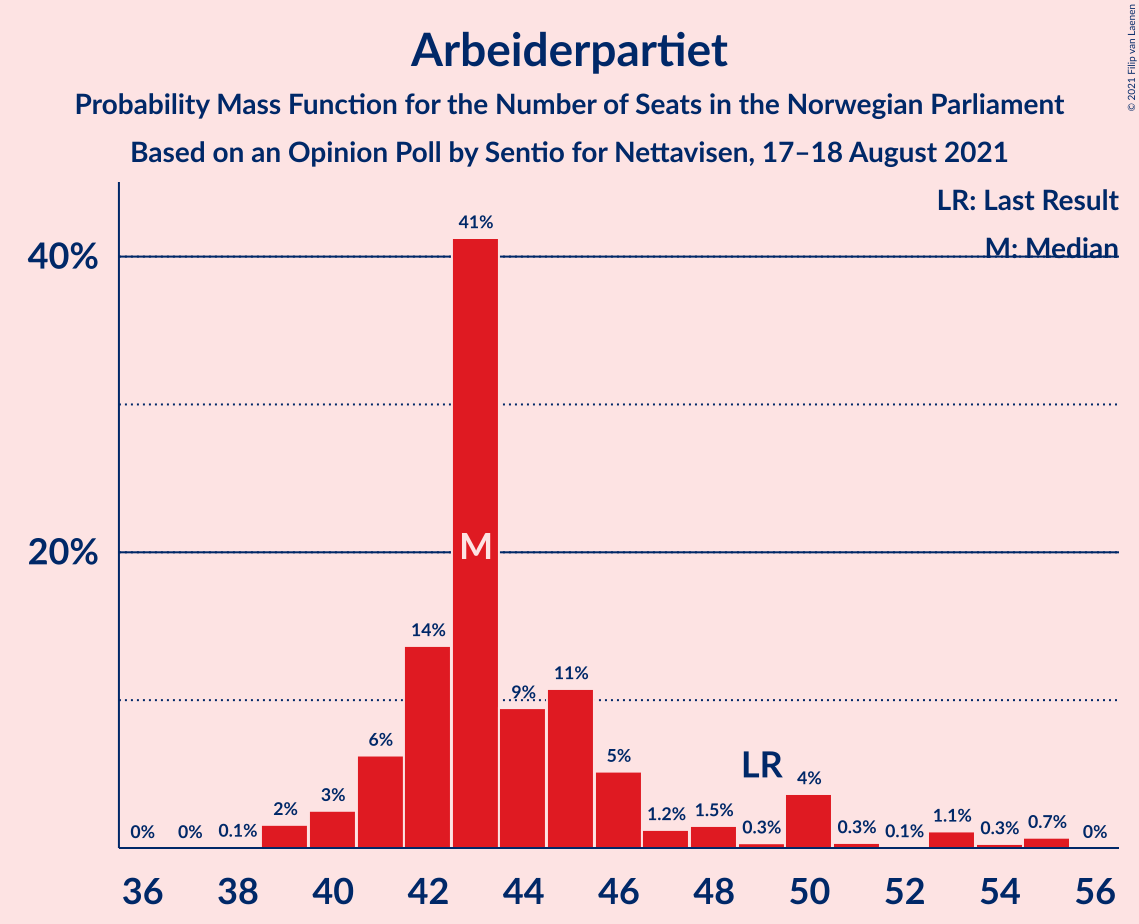 Arbeiderpartiet
Probability Mass Function for the Number of Seats in the Norwegian Parliament
Based on an Opinion Poll by Sentio for Nettavisen, 17–18 August 2021
© 2021 Filip van Laenen
LR: Last Result
M: Median
40%
20%
0%
0%
0.1%
2%
3%
6%
14%
41%
M
9%
11%
5%
1.2%
1.5%
LR
0.3%
4%
0.3%
0.1%
1.1%
0.3%
0.7%
0%
36 38 40 42 44 46 48 50 52 54 56